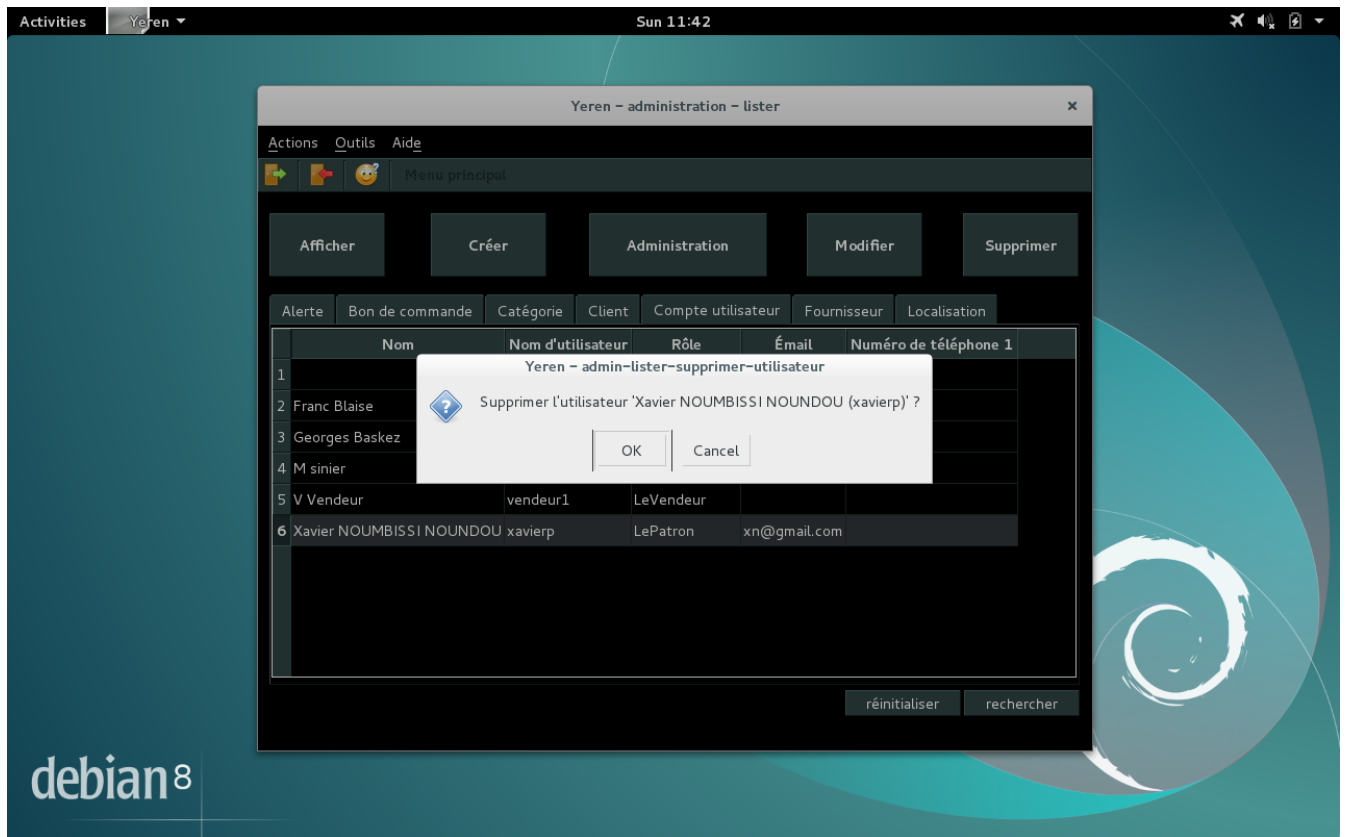 Activities Yeren Sun 11:42
Yeren – administration – lister
Actions Outils Aide
Menu principal
Afficher Créer Administration Modifier Supprimer
Alerte Bon de commande Catégorie Client Compte utilisateur Fournisseur Localisation
Nom Nom d'utilisateur Rôle Émail Numéro de téléphone 1
Yeren – admin-lister-supprimer-utilisateur
Supprimer l'utilisateur 'Xavier NOUMBISSI NOUNDOU (xavierp)' ?
OK Cancel
1
2 Franc Blaise
3 Georges Baskez
4 M sinier
5 V Vendeur vendeur1 LeVendeur
6 Xavier NOUMBISSI NOUNDOU xavierp LePatron xn@gmail.com
réinitialiser rechercher
debian 8